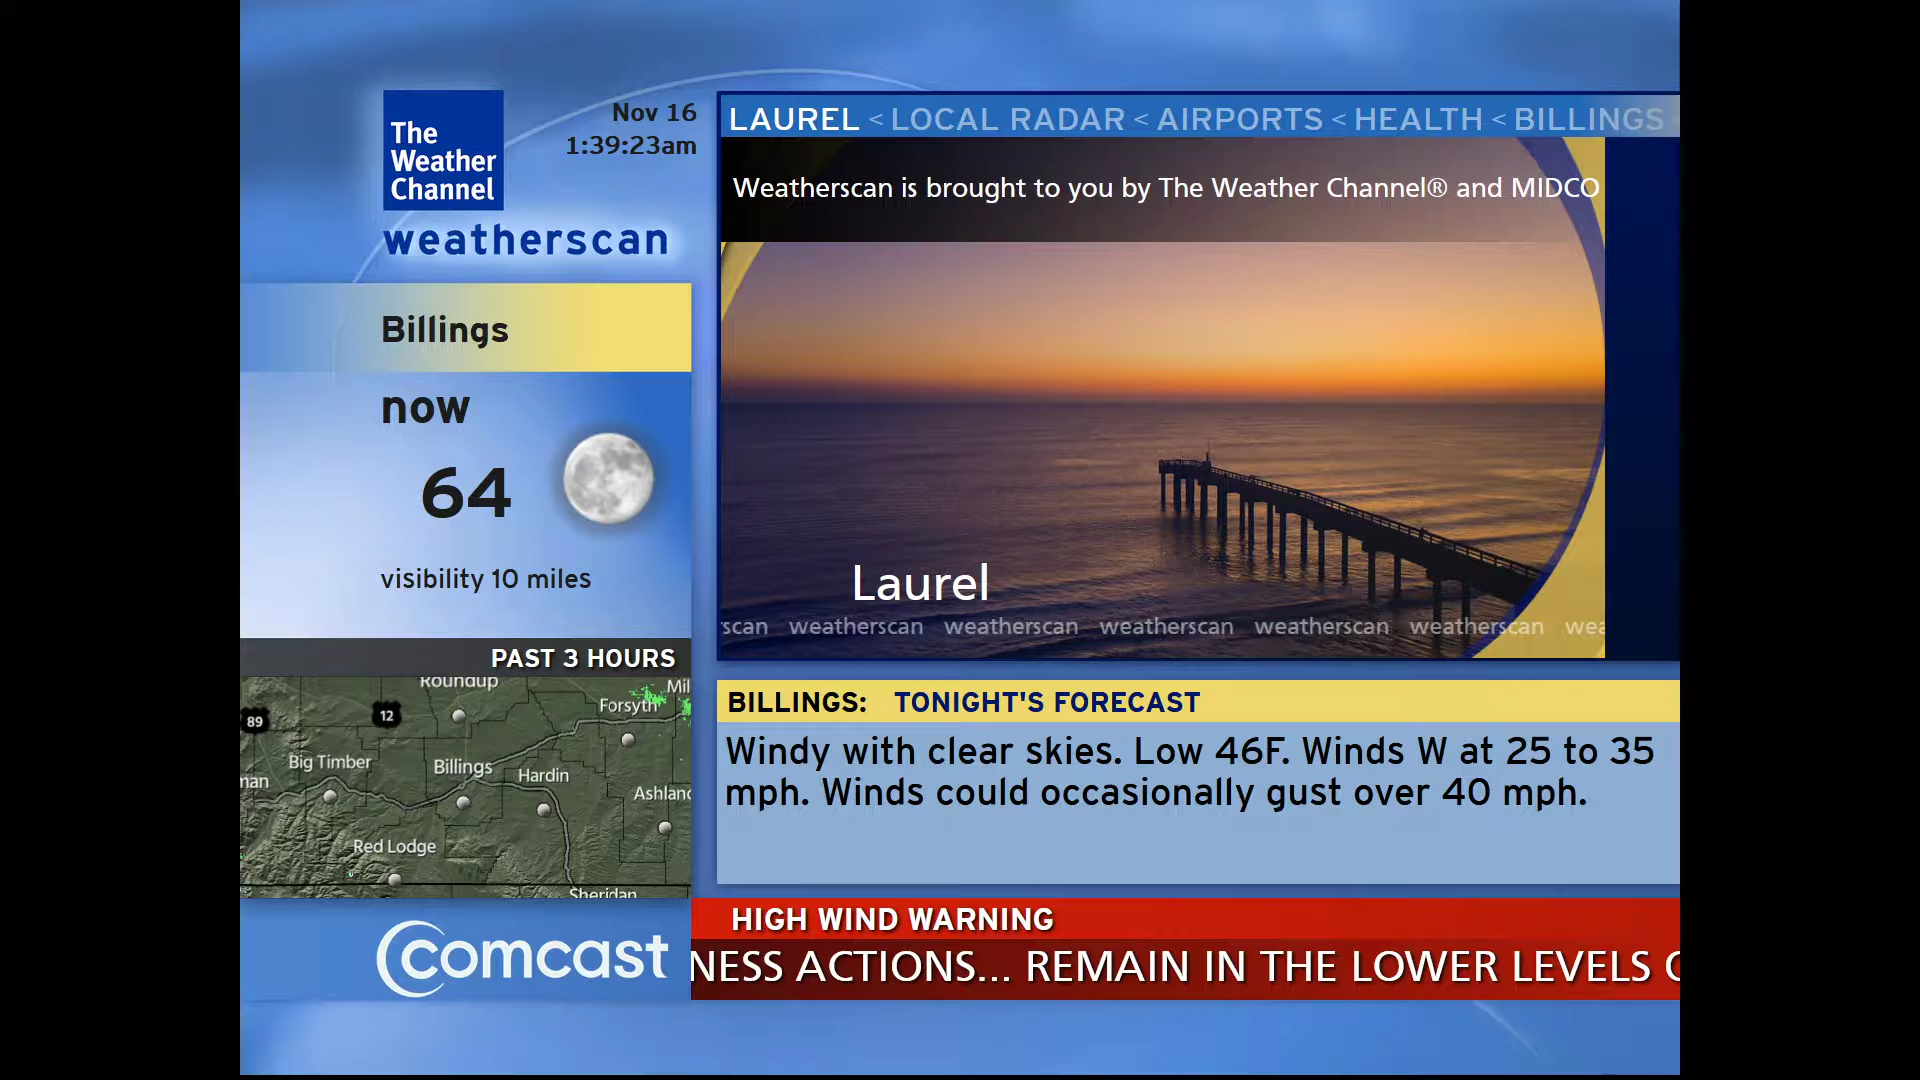 The
Weather
Channel
weatherscan
Nov 16
1:39:23am
Billings
now
64
visibility 10 miles
PAST 3 HOURS
Roundup
89
12
Forsyth
Big Timber
Billings
Hardin
Red Lodge
Sheridan
comcast
LAUREL < LOCAL RADAR < AIRPORTS < HEALTH < BILLINGS <
Weatherscan is brought to you by The Weather Channel® and MIDCO
Laurel
scan weatherscan weatherscan weatherscan weatherscan weatherscan wea
BILLINGS: TONIGHT'S FORECAST
Windy with clear skies. Low 46F. Winds W at 25 to 35
mph. Winds could occasionally gust over 40 mph.
HIGH WIND WARNING
NESS ACTIONS... REMAIN IN THE LOWER LEVELS